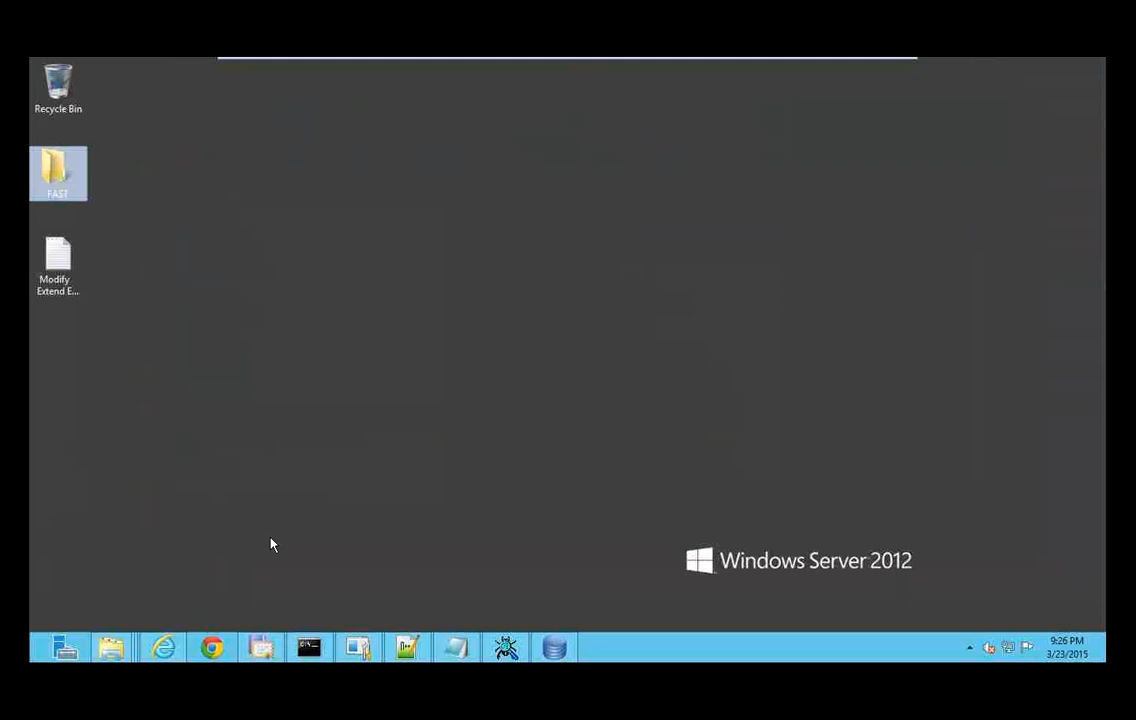 Recycle Bin
FAST
Modify
Extend E...
Windows Server 2012
9:26 PM
3/23/2015